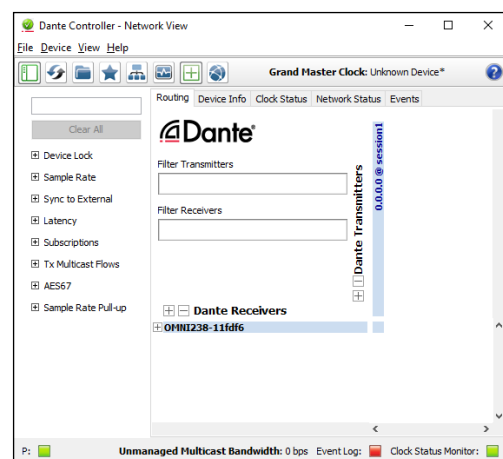 Dante Controller - Network View
File Device View Help
Grand Master Clock: Unknown Device*
?
Routing Device Info Clock Status Network Status Events
Clear All
Device Lock
Sample Rate
Sync to External
Latency
Subscriptions
Tx Multicast Flows
AES67
Sample Rate Pull-up
Dante®
Filter Transmitters
Filter Receivers
Dante Transmitters
0.0.0.0 @ session1
Dante Receivers
OMNI238-11fdf6
P:
Unmanaged Multicast Bandwidth: 0 bps Event Log: Clock Status Monitor: